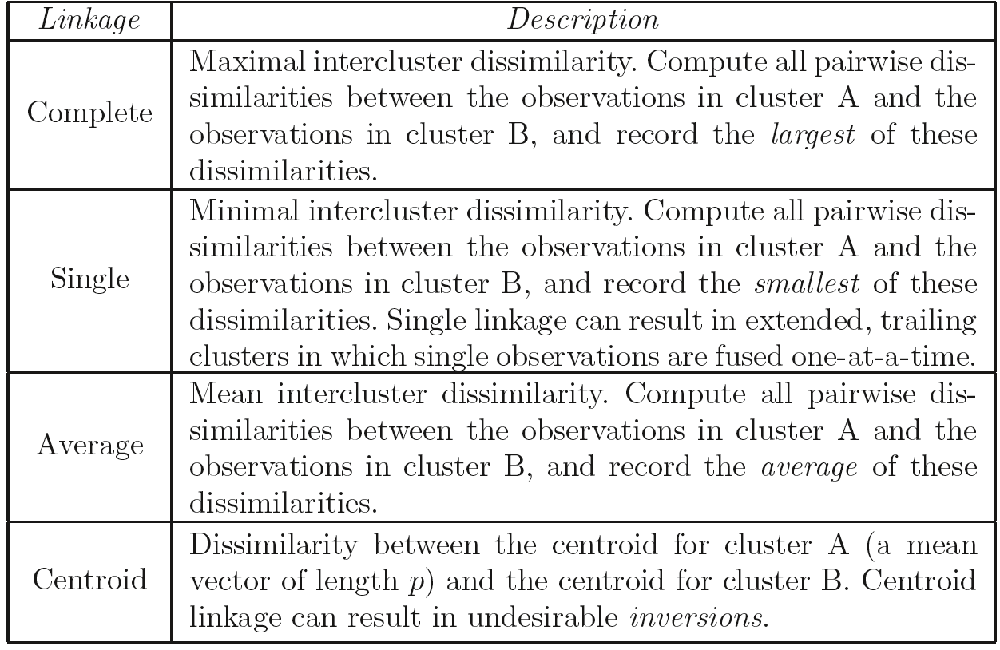 Linkage Description
Maximal intercluster dissimilarity. Compute all pairwise dis-
similarities between the observations in cluster A and the
Complete
observations in cluster B, and record the largest of these
dissimilarities.
Minimal intercluster dissimilarity. Compute all pairwise dis-
similarities between the observations in cluster A and the
Single
observations in cluster B, and record the smallest of these
dissimilarities. Single linkage can result in extended, trailing
clusters in which single observations are fused one-at-a-time.
Mean intercluster dissimilarity. Compute all pairwise dis-
similarities between the observations in cluster A and the
Average
observations in cluster B, and record the average of these
dissimilarities.
Dissimilarity between the centroid for cluster A (a mean
Centroid
vector of length p) and the centroid for cluster B. Centroid
linkage can result in undesirable inversions.